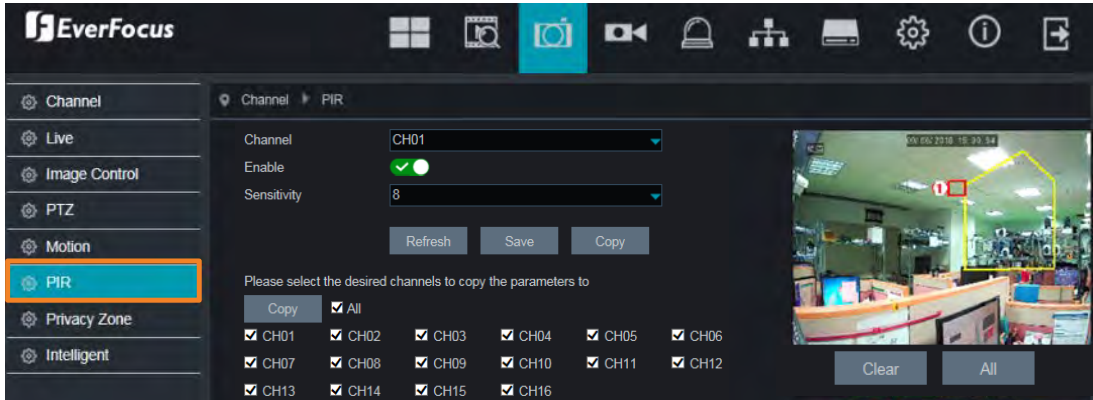 EverFocus
Channel
Live
Image Control
PTZ
Motion
PIR
Privacy Zone
Intelligent
Channel PIR
Channel CH01
Enable
Sensitivity 8
Refresh Save Copy
Please select the desired channels to copy the parameters to
Copy All
CH01 CH02 CH03 CH04 CH05 CH06
CH07 CH08 CH09 CH10 CH11 CH12
CH13 CH14 CH15 CH16
1
Clear All